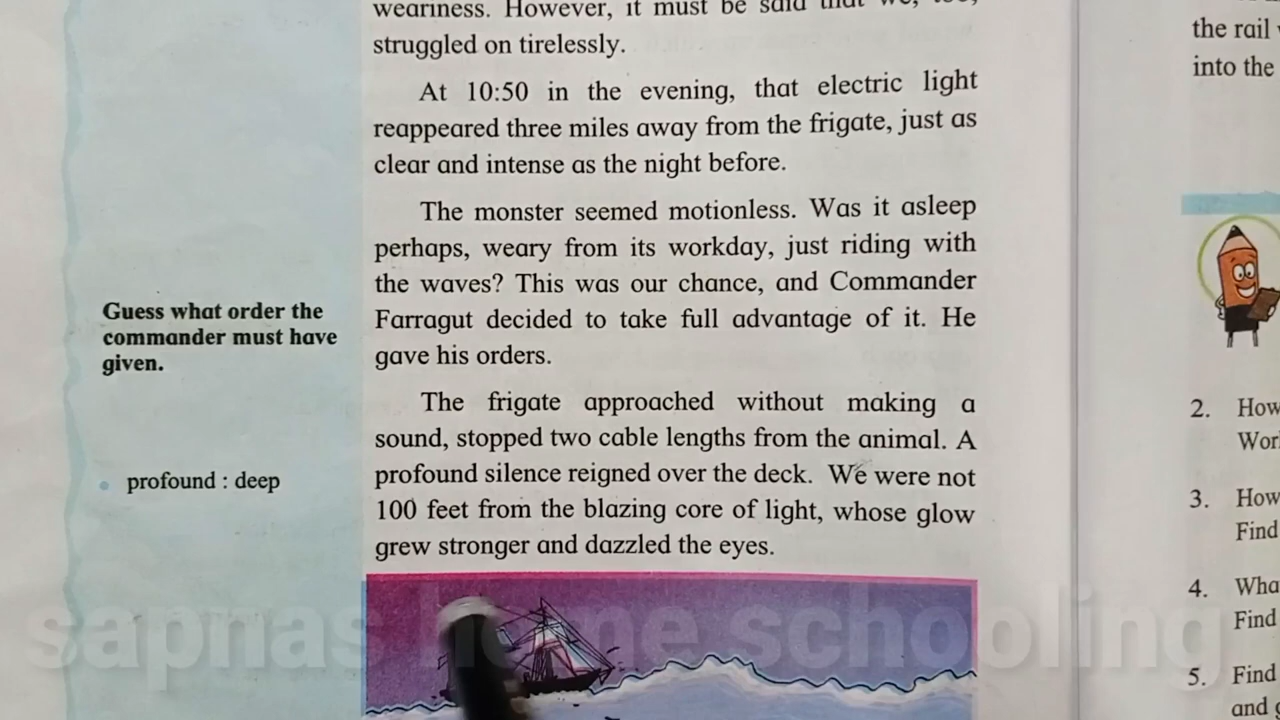 weariness. However, it must be said that we, too,
struggled on tirelessly.
At 10:50 in the evening, that electric light
reappeared three miles away from the frigate, just as
clear and intense as the night before.
The monster seemed motionless. Was it asleep
perhaps, weary from its workday, just riding with
the waves? This was our chance, and Commander
Farragut decided to take full advantage of it. He
gave his orders.
The frigate approached without making a
sound, stopped two cable lengths from the animal. A
profound silence reigned over the deck. We were not
100 feet from the blazing core of light, whose glow
grew stronger and dazzled the eyes.
Guess what order the
commander must have
given.
• profound : deep
the rail
into the
2. How
3. How
Find
4.
Find
5. Find
and
sapnas home schooling